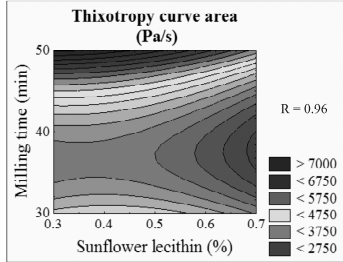 Thixotropy curve area
(Pa/s)
Milling time (min)
50
40
30
0.3
0.4
0.5
0.6
0.7
Sunflower lecithin (%)
R = 0.96
> 7000
< 6750
< 5750
< 4750
< 3750
< 2750